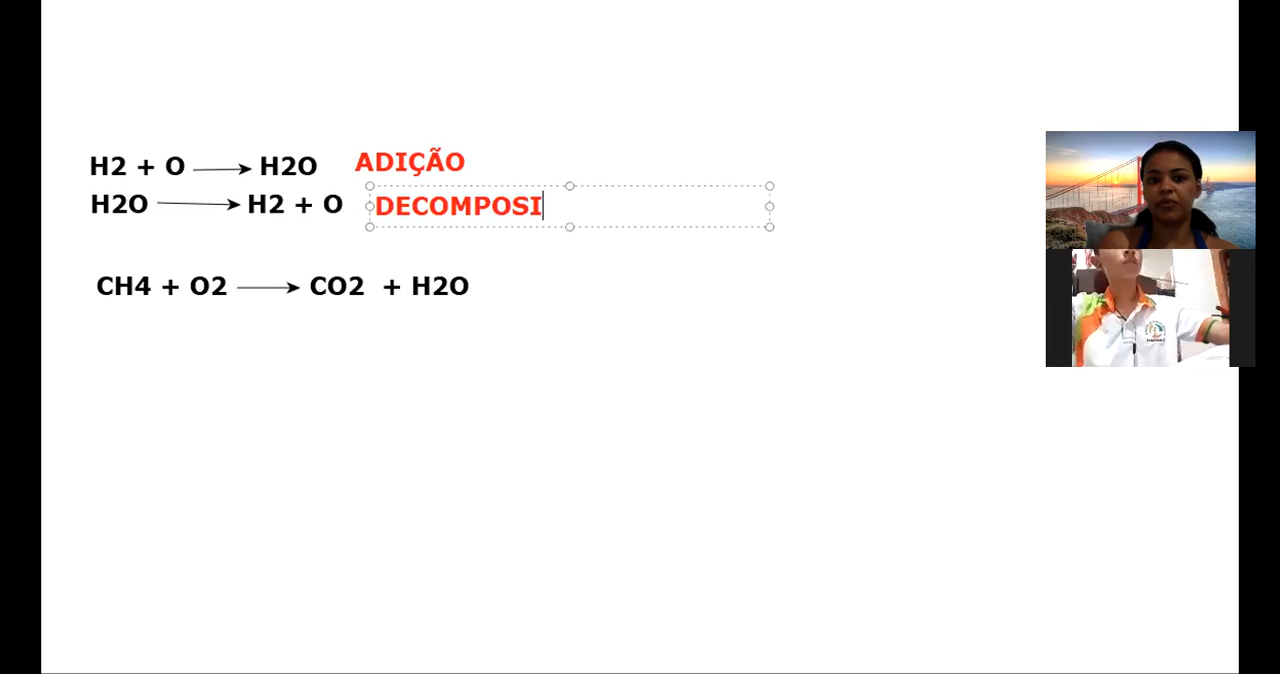 H2 + O → H2O ADIÇÃO
H2O → H2 + O DECOMPOSI
CH4 + O2 → CO2 + H2O